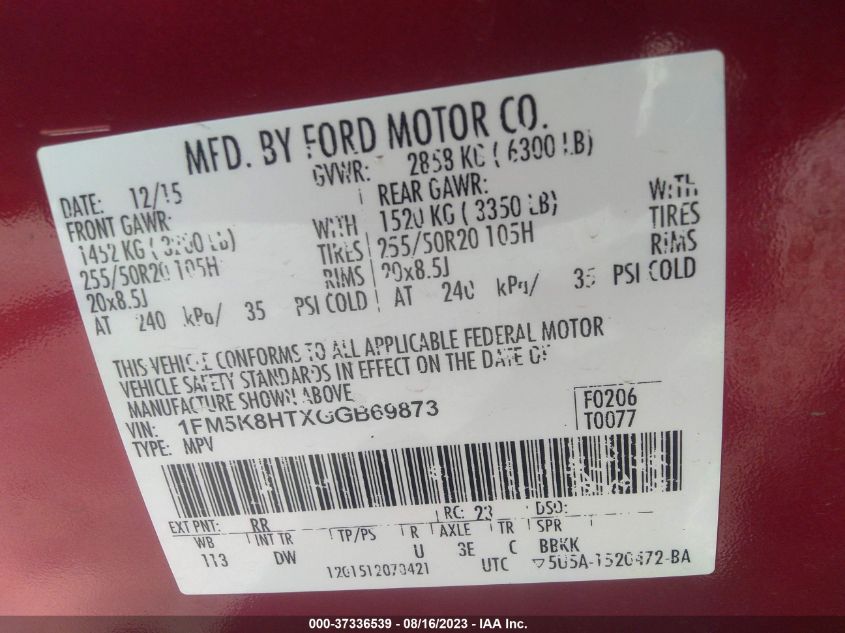 MFD. BY FORD MOTOR CO.
DATE: 12/15 GVWR: 2858 KG ( 6300 LB)
FRONT GAWR: REAR GAWR:
1452 KG ( 3200 LB) WITH 1520 KG ( 3350 LB) WITH
255/50R20 105H TIRES 255/50R20 105H TIRES
20x8.5J RIMS 20x8.5J RIMS
AT 240 kPa/ 35 PSI COLD AT 240 kPa/ 35 PSI COLD
THIS VEHICLE CONFORMS TO ALL APPLICABLE FEDERAL MOTOR
VEHICLE SAFETY STANDARDS IN EFFECT ON THE DATE OF
MANUFACTURE SHOWN ABOVE
VIN: 1FM5K8HTXGGB69873 F0206
TYPE: MPV T0077
EXT PNT: RR RC: 23 DSO:
WB INT TR TP/PS R AXLE TR SPR
113 DW U 3E C BBKK
1201512073421 UTC ▽5U5A-1520472-BA
000-37336539 - 08/16/2023 - IAA Inc.